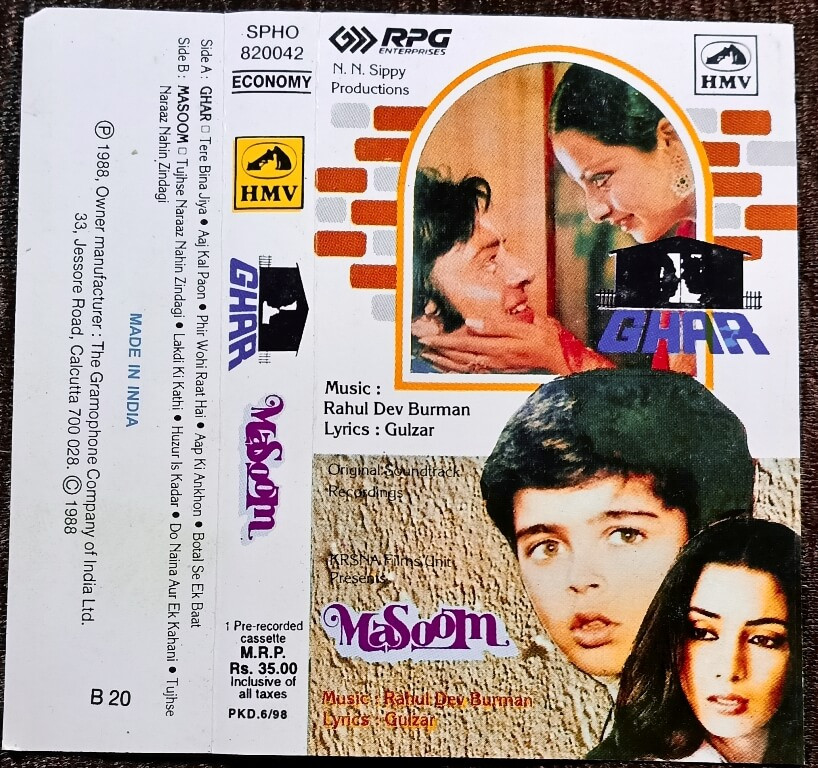 Side A : GHAR □ Tere Bina Jiya • Aaj Kal Paon • Phir Wohi Raat Hai • Aap Ki Ankhon • Botal Se Ek Baat
Side B : MASOOM □ Tujhse Naraaz Nahin Zindagi • Lakdi Ki Kathi • Huzur Is Kadar • Do Naina Aur Ek Kahani • Tujhse
Naraaz Nahin Zindagi
MADE IN INDIA
Ⓟ 1988, Owner manufacturer : The Gramophone Company of India Ltd.
33, Jessore Road, Calcutta 700 028. © 1988
B 20
SPHO
820042
ECONOMY
HMV
GHAR
Masoom
1 Pre-recorded
cassette
M.R.P.
Rs. 35.00
Inclusive of
all taxes
PKD.6/98
RPG
ENTERPRISES
N. N. Sippy
Productions
HMV
GHAR
Music :
Rahul Dev Burman
Lyrics : Gulzar
Original Soundtrack
Recordings
KRSNA Films Unit
Presents
Masoom
Music : Rahul Dev Burman
Lyrics : Gulzar